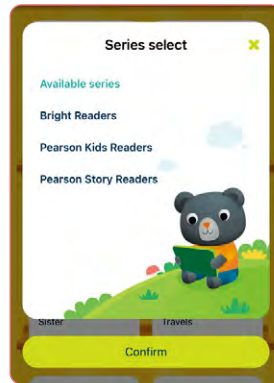 Series select
Available series
Bright Readers
Pearson Kids Readers
Pearson Story Readers
Sister
Travels
Confirm